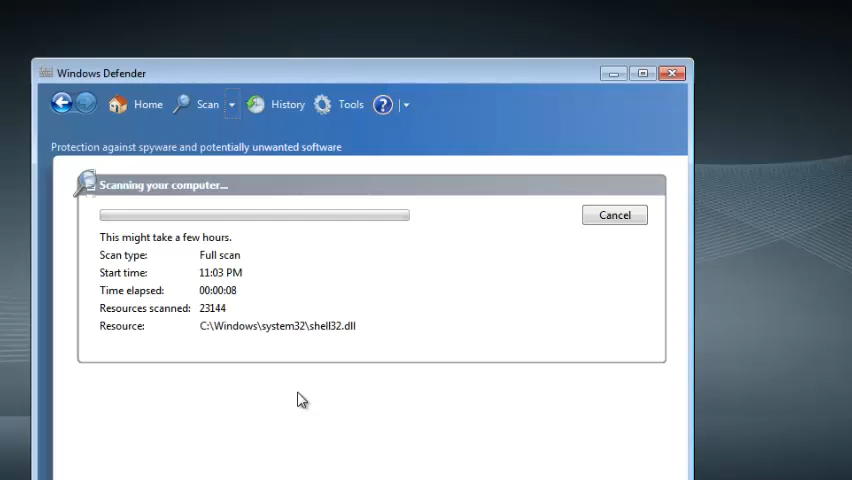 Windows Defender
Home Scan History Tools ?
Protection against spyware and potentially unwanted software
Scanning your computer...
Cancel
This might take a few hours.
Scan type: Full scan
Start time: 11:03 PM
Time elapsed: 00:00:08
Resources scanned: 23144
Resource: C:\Windows\system32\shell32.dll